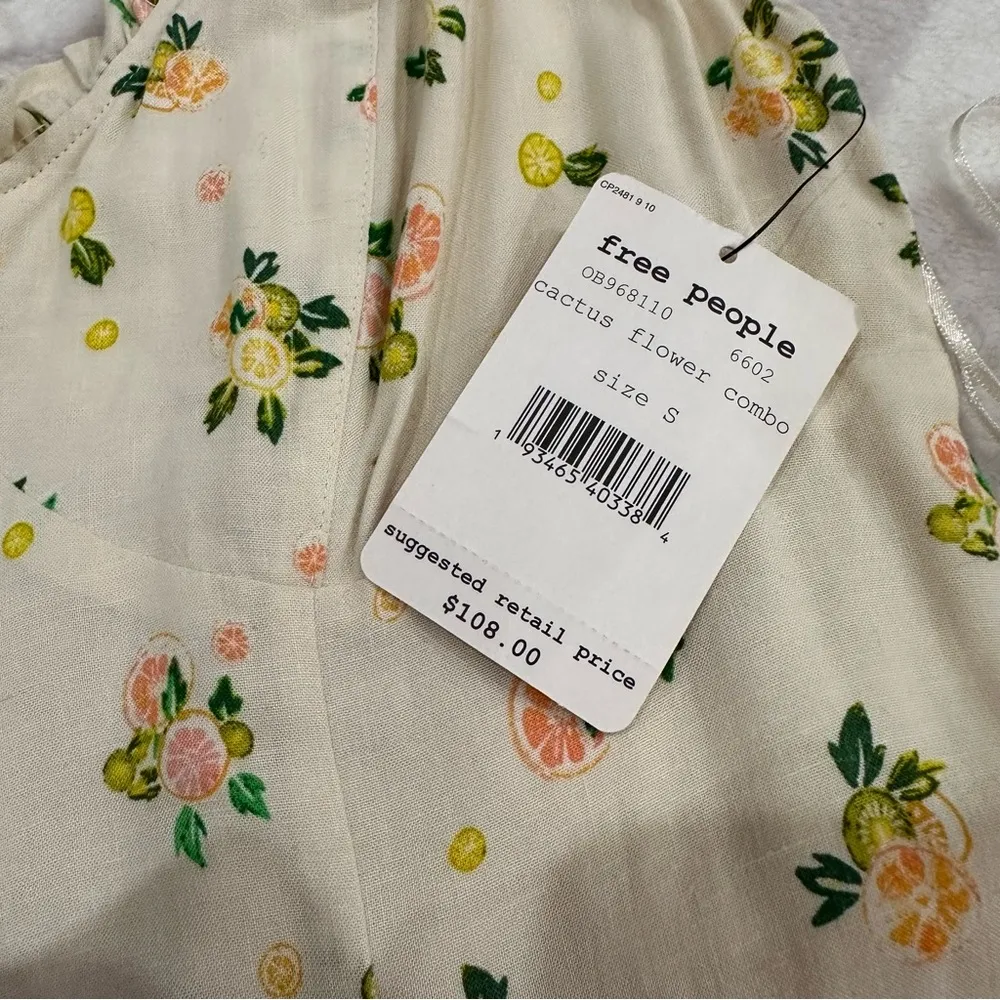 CP2481 9 10
free people
OB968110 6602
cactus flower combo
size S
1 93465 40338 4
suggested retail price
$108.00